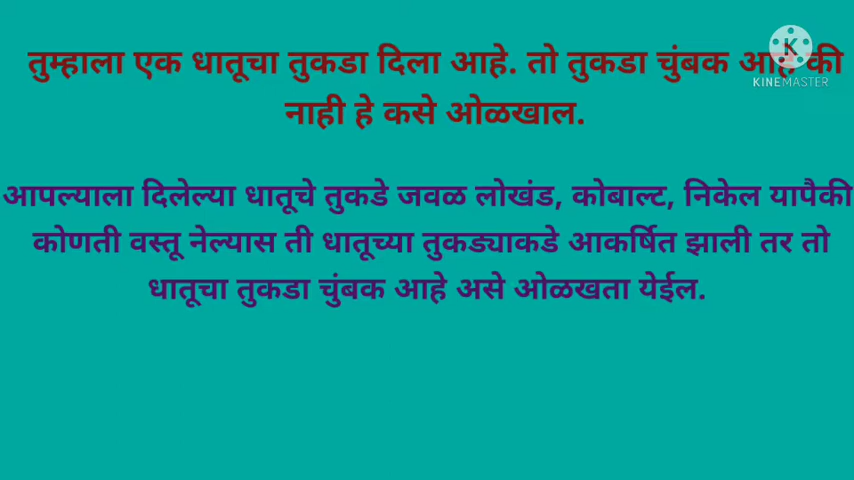 तुम्हाला एक धातूचा तुकडा दिला आहे. तो तुकडा चुंबक आहे की
नाही हे कसे ओळखाल.
KINEMASTER
आपल्याला दिलेल्या धातूचे तुकडे जवळ लोखंड, कोबाल्ट, निकेल यापैकी
कोणती वस्तू नेल्यास ती धातूच्या तुकड्याकडे आकर्षित झाली तर तो
धातूचा तुकडा चुंबक आहे असे ओळखता येईल.